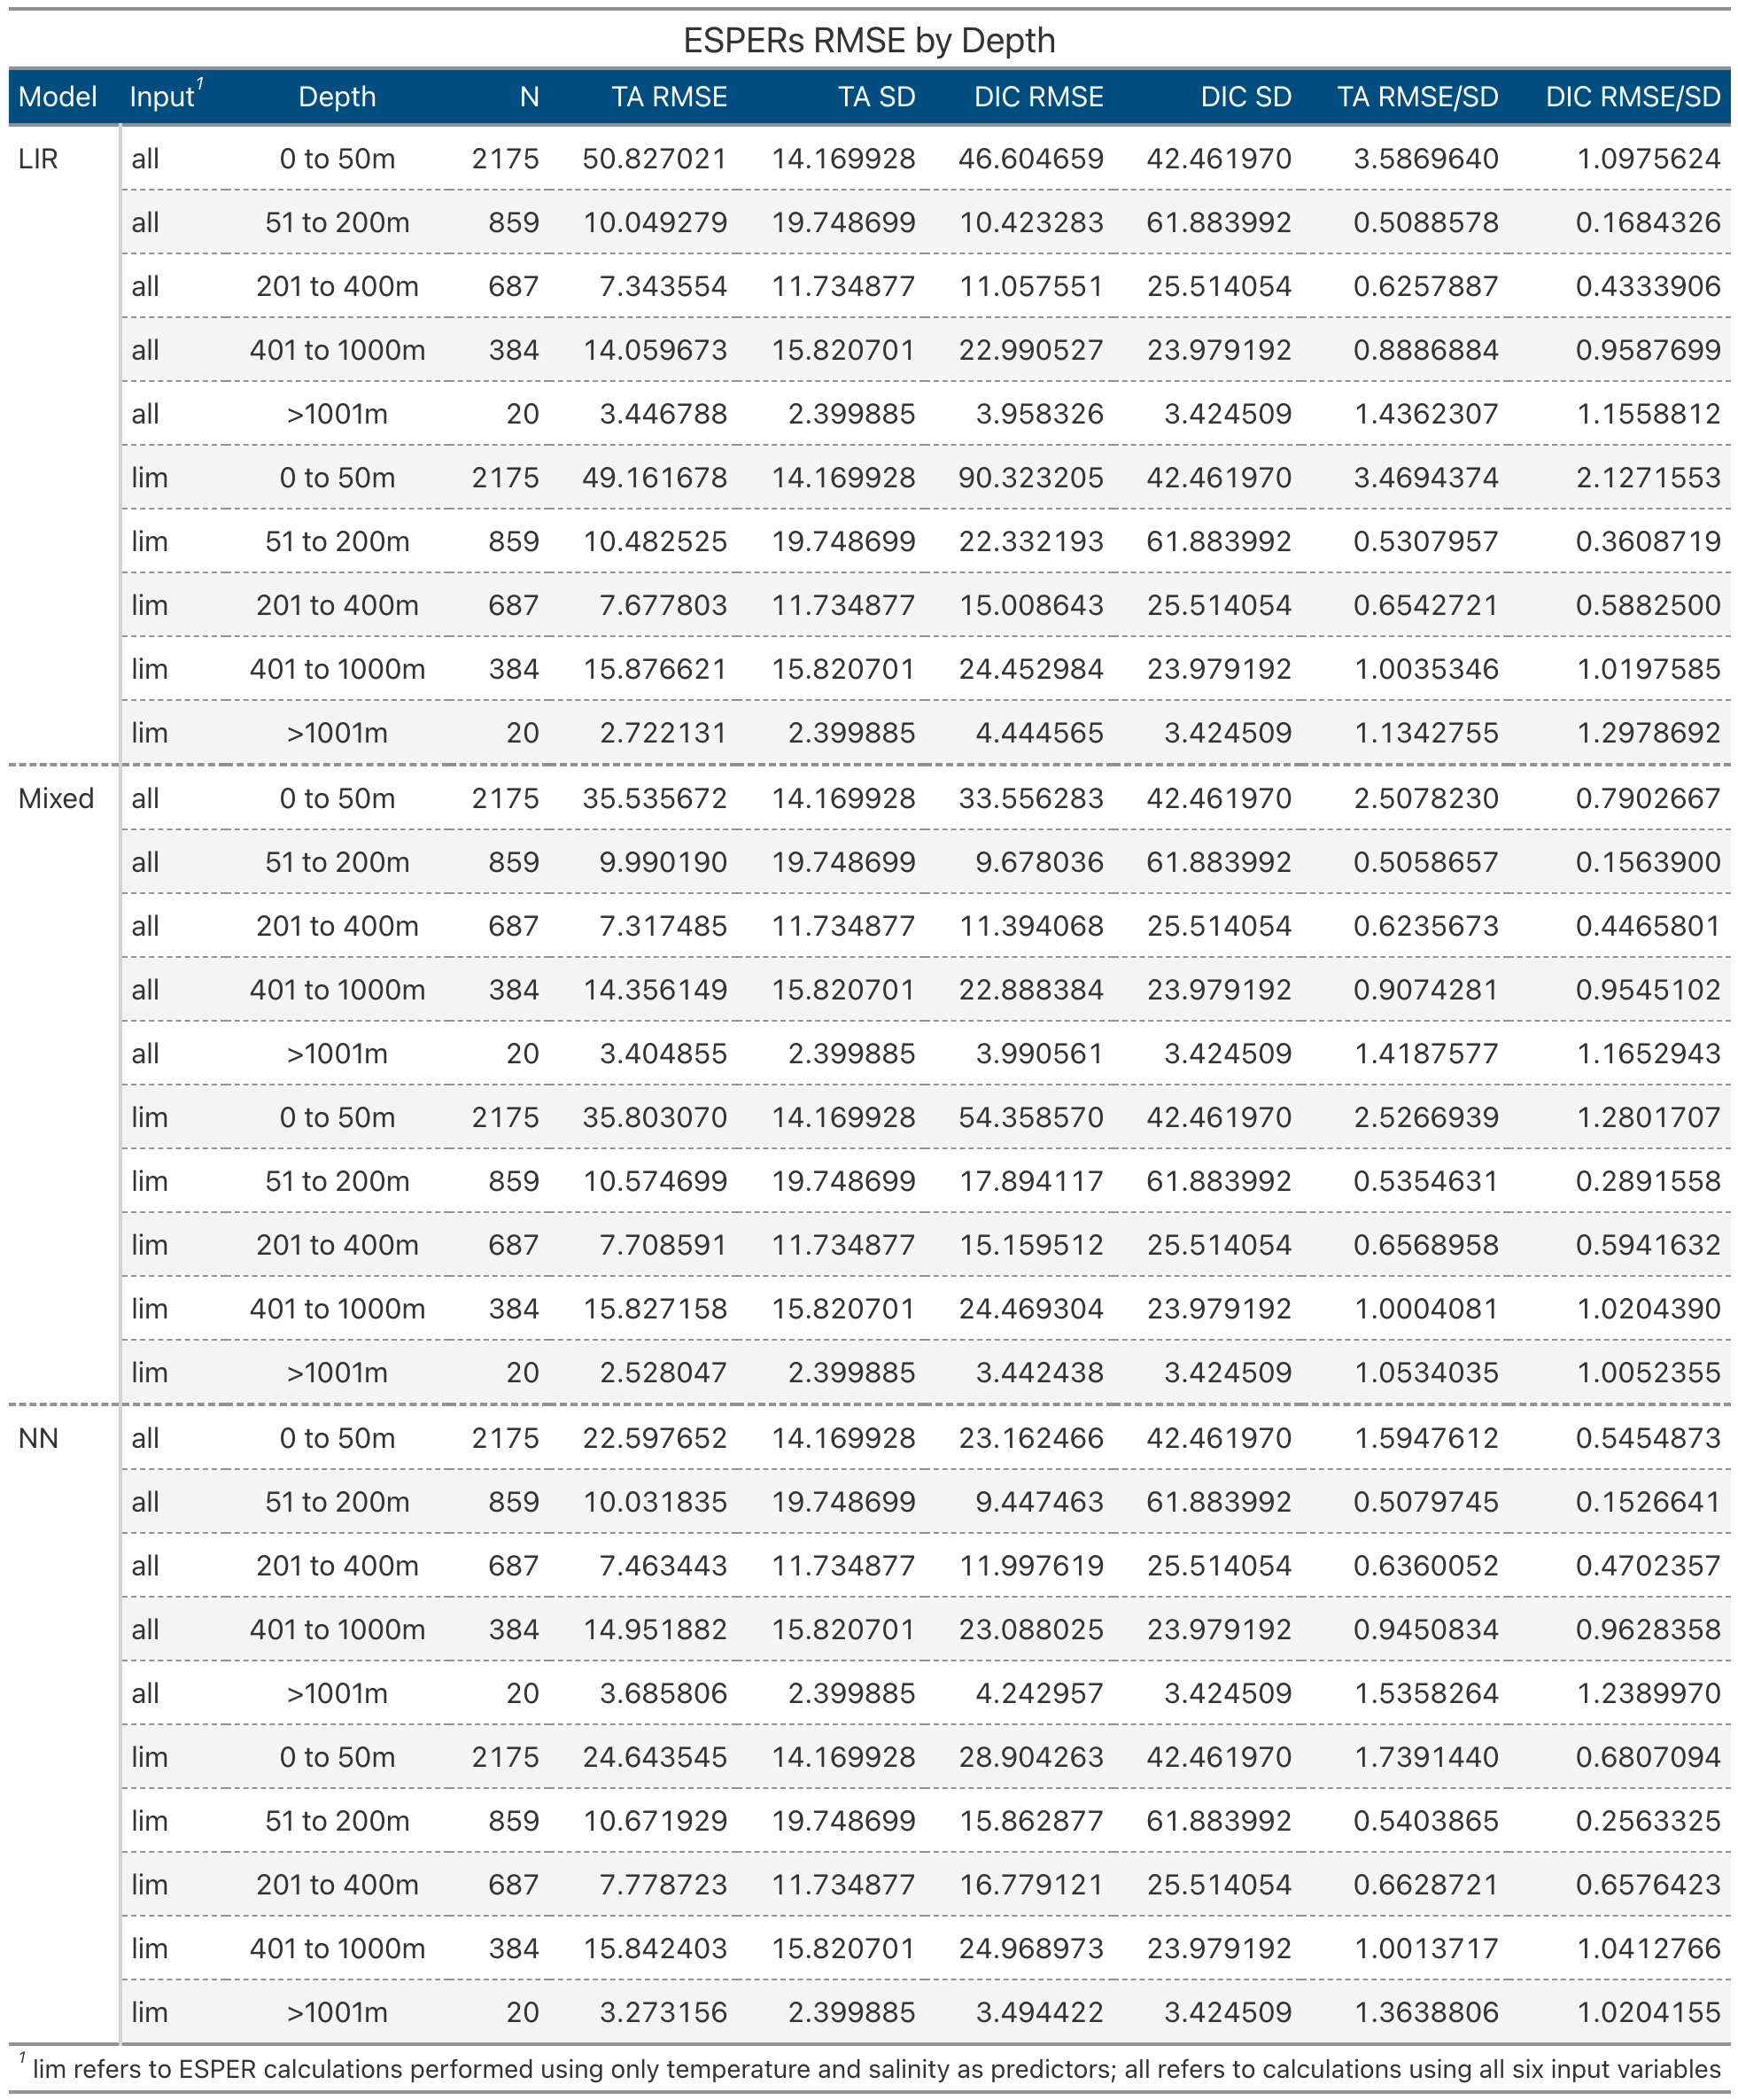 ESPERs RMSE by Depth
Model Input¹ Depth N TA RMSE TA SD DIC RMSE DIC SD TA RMSE/SD DIC RMSE/SD
LIR all 0 to 50m 2175 50.827021 14.169928 46.604659 42.461970 3.5869640 1.0975624
all 51 to 200m 859 10.049279 19.748699 10.423283 61.883992 0.5088578 0.1684326
all 201 to 400m 687 7.343554 11.734877 11.057551 25.514054 0.6257887 0.4333906
all 401 to 1000m 384 14.059673 15.820701 22.990527 23.979192 0.8886884 0.9587699
all >1001m 20 3.446788 2.399885 3.958326 3.424509 1.4362307 1.1558812
lim 0 to 50m 2175 49.161678 14.169928 90.323205 42.461970 3.4694374 2.1271553
lim 51 to 200m 859 10.482525 19.748699 22.332193 61.883992 0.5307957 0.3608719
lim 201 to 400m 687 7.677803 11.734877 15.008643 25.514054 0.6542721 0.5882500
lim 401 to 1000m 384 15.876621 15.820701 24.452984 23.979192 1.0035346 1.0197585
lim >1001m 20 2.722131 2.399885 4.444565 3.424509 1.1342755 1.2978692
Mixed all 0 to 50m 2175 35.535672 14.169928 33.556283 42.461970 2.5078230 0.7902667
all 51 to 200m 859 9.990190 19.748699 9.678036 61.883992 0.5058657 0.1563900
all 201 to 400m 687 7.317485 11.734877 11.394068 25.514054 0.6235673 0.4465801
all 401 to 1000m 384 14.356149 15.820701 22.888384 23.979192 0.9074281 0.9545102
all >1001m 20 3.404855 2.399885 3.990561 3.424509 1.4187577 1.1652943
lim 0 to 50m 2175 35.803070 14.169928 54.358570 42.461970 2.5266939 1.2801707
lim 51 to 200m 859 10.574699 19.748699 17.894117 61.883992 0.5354631 0.2891558
lim 201 to 400m 687 7.708591 11.734877 15.159512 25.514054 0.6568958 0.5941632
lim 401 to 1000m 384 15.827158 15.820701 24.469304 23.979192 1.0004081 1.0204390
lim >1001m 20 2.528047 2.399885 3.442438 3.424509 1.0534035 1.0052355
NN all 0 to 50m 2175 22.597652 14.169928 23.162466 42.461970 1.5947612 0.5454873
all 51 to 200m 859 10.031835 19.748699 9.447463 61.883992 0.5079745 0.1526641
all 201 to 400m 687 7.463443 11.734877 11.997619 25.514054 0.6360052 0.4702357
all 401 to 1000m 384 14.951882 15.820701 23.088025 23.979192 0.9450834 0.9628358
all >1001m 20 3.685806 2.399885 4.242957 3.424509 1.5358264 1.2389970
lim 0 to 50m 2175 24.643545 14.169928 28.904263 42.461970 1.7391440 0.6807094
lim 51 to 200m 859 10.671929 19.748699 15.862877 61.883992 0.5403865 0.2563325
lim 201 to 400m 687 7.778723 11.734877 16.779121 25.514054 0.6628721 0.6576423
lim 401 to 1000m 384 15.842403 15.820701 24.968973 23.979192 1.0013717 1.0412766
lim >1001m 20 3.273156 2.399885 3.494422 3.424509 1.3638806 1.0204155
¹ lim refers to ESPER calculations performed using only temperature and salinity as predictors; all refers to calculations using all six input variables